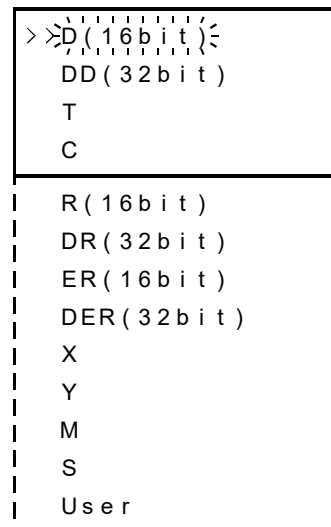 >>D(16bit)
DD(32bit)
T
C
R(16bit)
DR(32bit)
ER(16bit)
DER(32bit)
X
Y
M
S
User